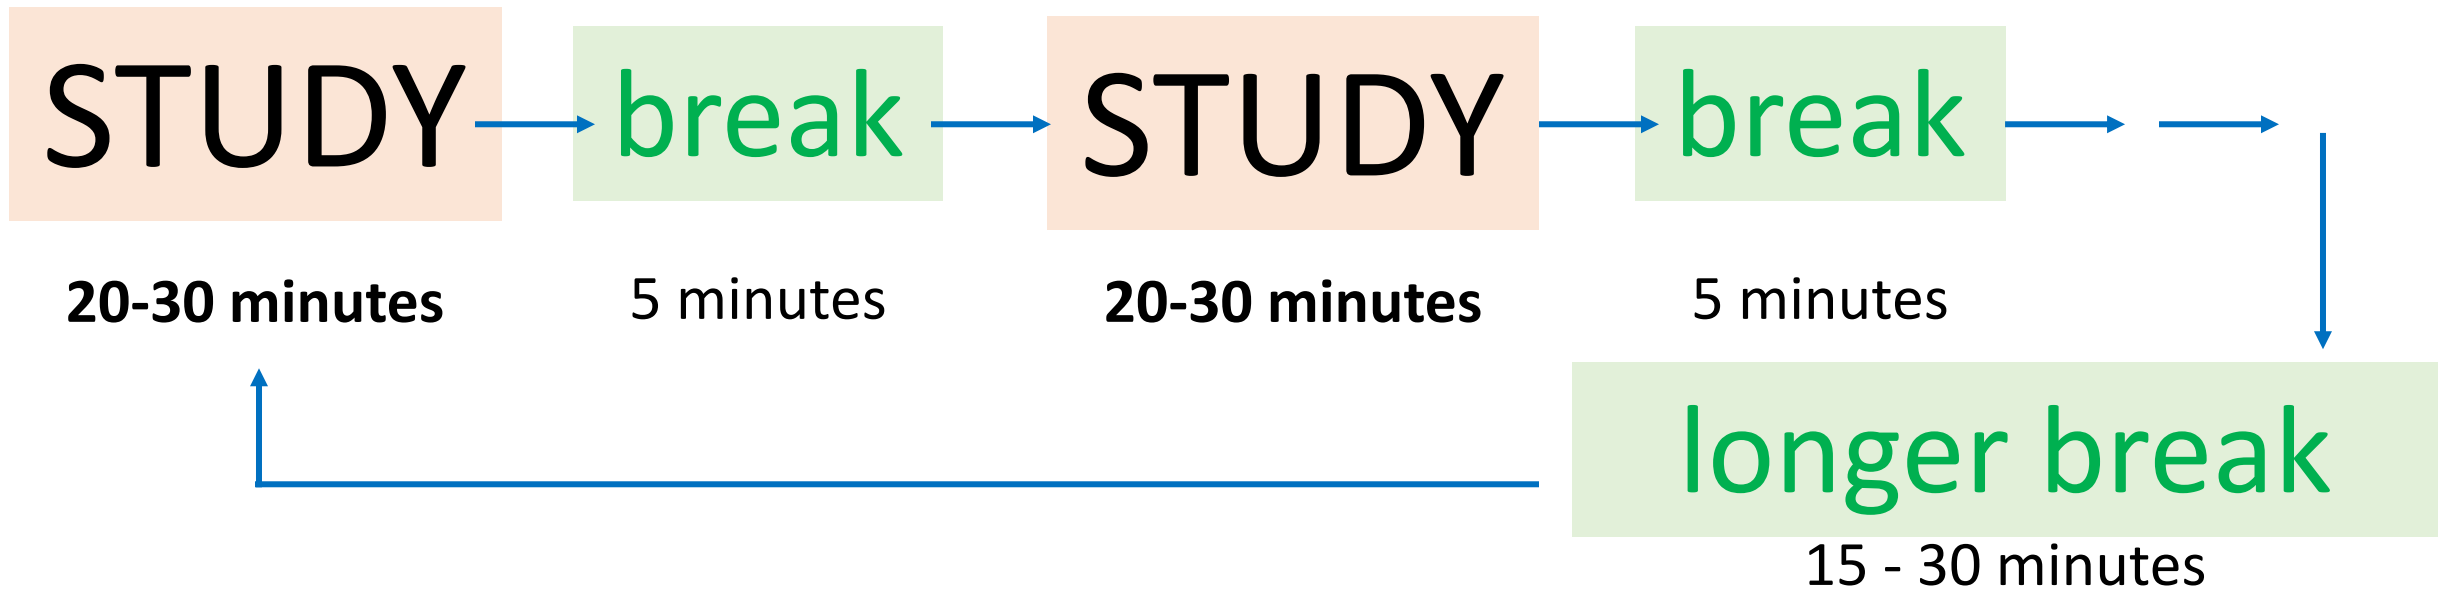 STUDY
break
STUDY
break
20-30 minutes
5 minutes
20-30 minutes
5 minutes
longer break
15 - 30 minutes